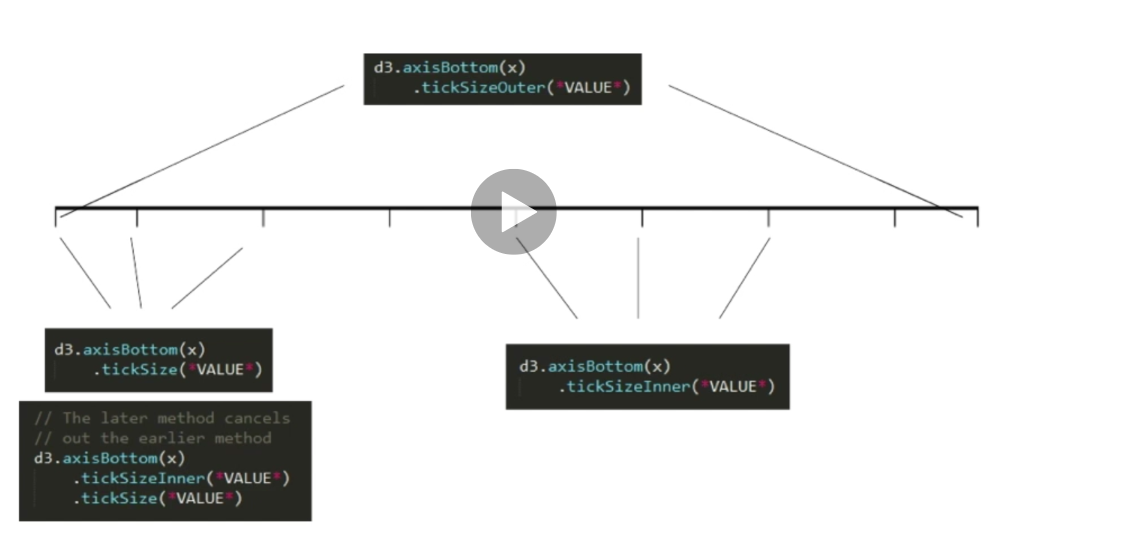 d3.axisBottom(x)
.tickSizeOuter(*VALUE*)
d3.axisBottom(x)
.tickSize(*VALUE*)
// The later method cancels
// out the earlier method
d3.axisBottom(x)
.tickSizeInner(*VALUE*)
.tickSize(*VALUE*)
d3.axisBottom(x)
.tickSizeInner(*VALUE*)